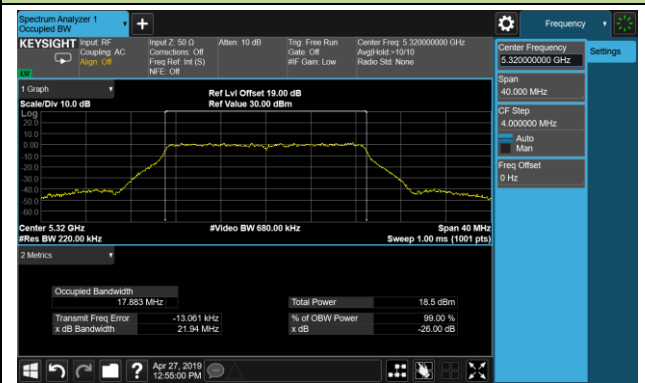 Spectrum Analyzer 1
Occupied BW
Frequency
KEYSIGHT
Input: RF
Coupling: AC
Align: Off
Input Z: 50 Ω
Corrections: Off
Freq Ref: Int (S)
NFE: Off
Atten: 10 dB
Trig: Free Run
Gate: Off
#IF Gain: Low
Center Freq: 5.320000000 GHz
Avg|Hold:>10/10
Radio Std: None
Center Frequency
5.320000000 GHz
Settings
Span
40.000 MHz
CF Step
4.000000 MHz
Auto
Man
Freq Offset
0 Hz
1 Graph
Scale/Div 10.0 dB
Ref Lvl Offset 19.00 dB
Ref Value 30.00 dBm
Log
20.0
10.0
0.00
-10.0
-20.0
-30.0
-40.0
-50.0
-60.0
Center 5.32 GHz
#Video BW 680.00 kHz
Span 40 MHz
#Res BW 220.00 kHz
Sweep 1.00 ms (1001 pts)
2 Metrics
Occupied Bandwidth
17.883 MHz
Total Power 18.5 dBm
Transmit Freq Error -13.061 kHz
% of OBW Power 99.00 %
x dB Bandwidth 21.94 MHz
x dB -26.00 dB
Apr 27, 2019
12:55:00 PM